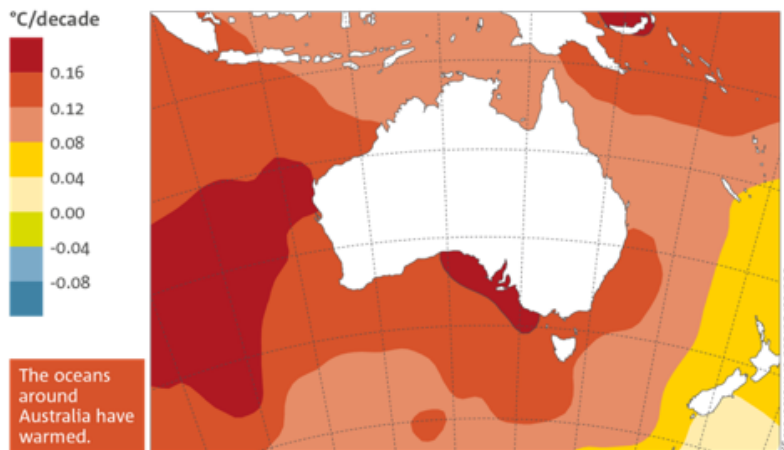 °C/decade
0.16
0.12
0.08
0.04
0.00
-0.04
-0.08
The oceans
around
Australia have
warmed.